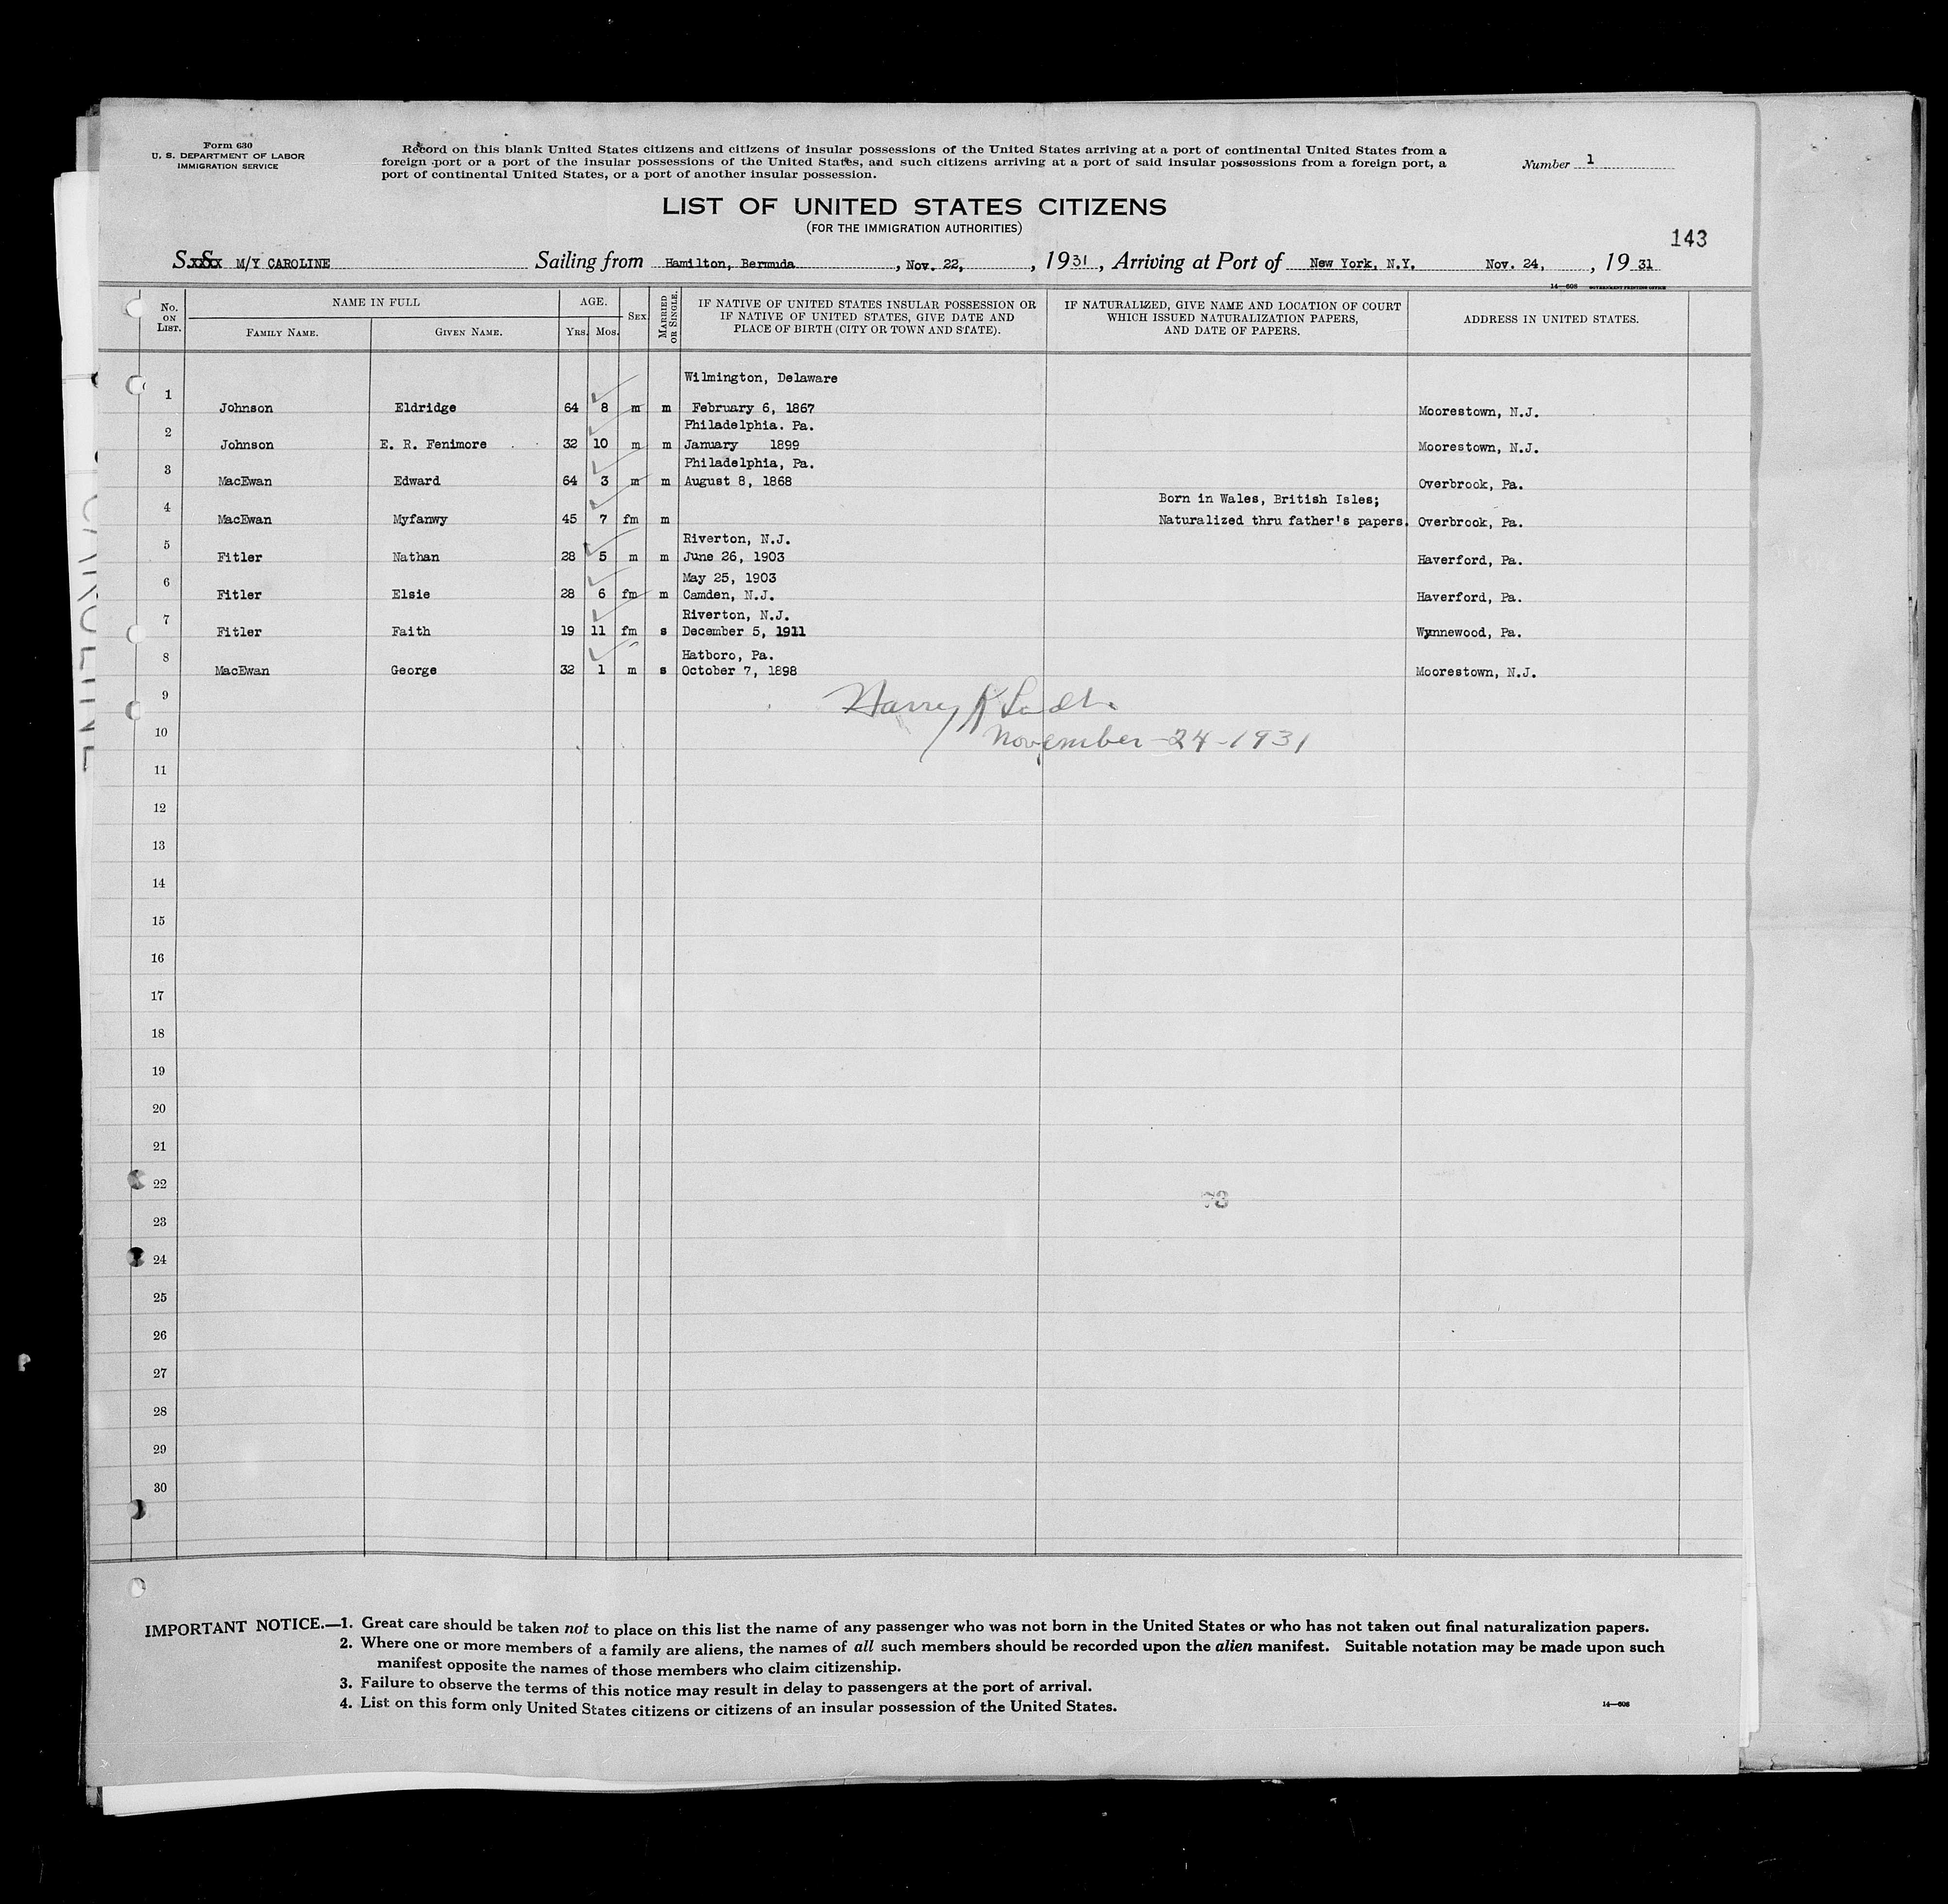 Form 630
U. S. DEPARTMENT OF LABOR
IMMIGRATION SERVICE
Record on this blank United States citizens and citizens of insular possessions of the United States arriving at a port of continental United States from a
foreign port or a port of the insular possessions of the United States, and such citizens arriving at a port of said insular possessions from a foreign port, a
port of continental United States, or a port of another insular possession.
Number 1
LIST OF UNITED STATES CITIZENS
(FOR THE IMMIGRATION AUTHORITIES)
143
S. S. M/Y CAROLINE Sailing from Hamilton, Bermuda, Nov. 22, , 1931, Arriving at Port of New York, N.Y. Nov. 24, , 1931
14—608 GOVERNMENT PRINTING OFFICE
No. ON LIST.
NAME IN FULL
FAMILY NAME. GIVEN NAME.
AGE.
YRS. MOS.
SEX
MARRIED OR SINGLE.
IF NATIVE OF UNITED STATES INSULAR POSSESSION OR
IF NATIVE OF UNITED STATES, GIVE DATE AND
PLACE OF BIRTH (CITY OR TOWN AND STATE).
IF NATURALIZED, GIVE NAME AND LOCATION OF COURT
WHICH ISSUED NATURALIZATION PAPERS,
AND DATE OF PAPERS.
ADDRESS IN UNITED STATES.
Wilmington, Delaware
1 Johnson Eldridge 64 8 m m February 6, 1867 Moorestown, N.J.
Philadelphia. Pa.
2 Johnson E. R. Fenimore 32 10 m m January 1899 Moorestown, N.J.
Philadelphia, Pa.
3 MacEwan Edward 64 3 m m August 8, 1868 Overbrook, Pa.
Born in Wales, British Isles;
4 MacEwan Myfanwy 45 7 fm m Naturalized thru father's papers. Overbrook, Pa.
Riverton, N.J.
5 Fitler Nathan 28 5 m m June 26, 1903 Haverford, Pa.
May 25, 1903
6 Fitler Elsie 28 6 fm m Camden, N.J. Haverford, Pa.
Riverton, N.J.
7 Fitler Faith 19 11 fm s December 5, 1911 Wynnewood, Pa.
Hatboro, Pa.
8 MacEwan George 32 1 m s October 7, 1898 Moorestown, N.J.
9
Harry
10
November-24-1931
11
12
13
14
15
16
17
18
19
20
21
22
73
23
24
25
26
27
28
29
30
IMPORTANT NOTICE.—1. Great care should be taken not to place on this list the name of any passenger who was not born in the United States or who has not taken out final naturalization papers.
2. Where one or more members of a family are aliens, the names of all such members should be recorded upon the alien manifest. Suitable notation may be made upon such
manifest opposite the names of those members who claim citizenship.
3. Failure to observe the terms of this notice may result in delay to passengers at the port of arrival.
4. List on this form only United States citizens or citizens of an insular possession of the United States.
14—608
CAROLINE